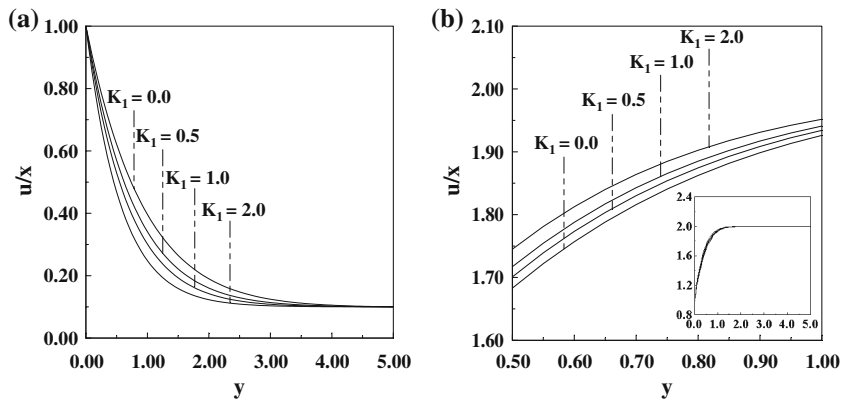 (a)
1.00
0.80
0.60
0.40
0.20
0.00
u/x
K1 = 0.0
K1 = 0.5
K1 = 1.0
K1 = 2.0
0.00 1.00 2.00 3.00 4.00 5.00
y
(b)
2.10
2.00
1.90
1.80
1.70
1.60
u/x
K1 = 2.0
K1 = 1.0
K1 = 0.5
K1 = 0.0
2.4
2.0
1.6
1.2
0.8
0.0 1.0 2.0 3.0 4.0 5.0
0.50 0.60 0.70 0.80 0.90 1.00
y